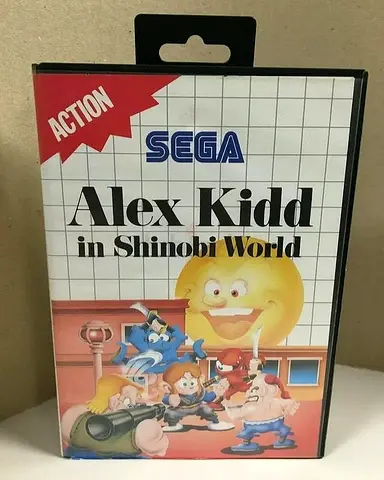 ACTION
SEGA
Alex Kidd
in Shinobi World